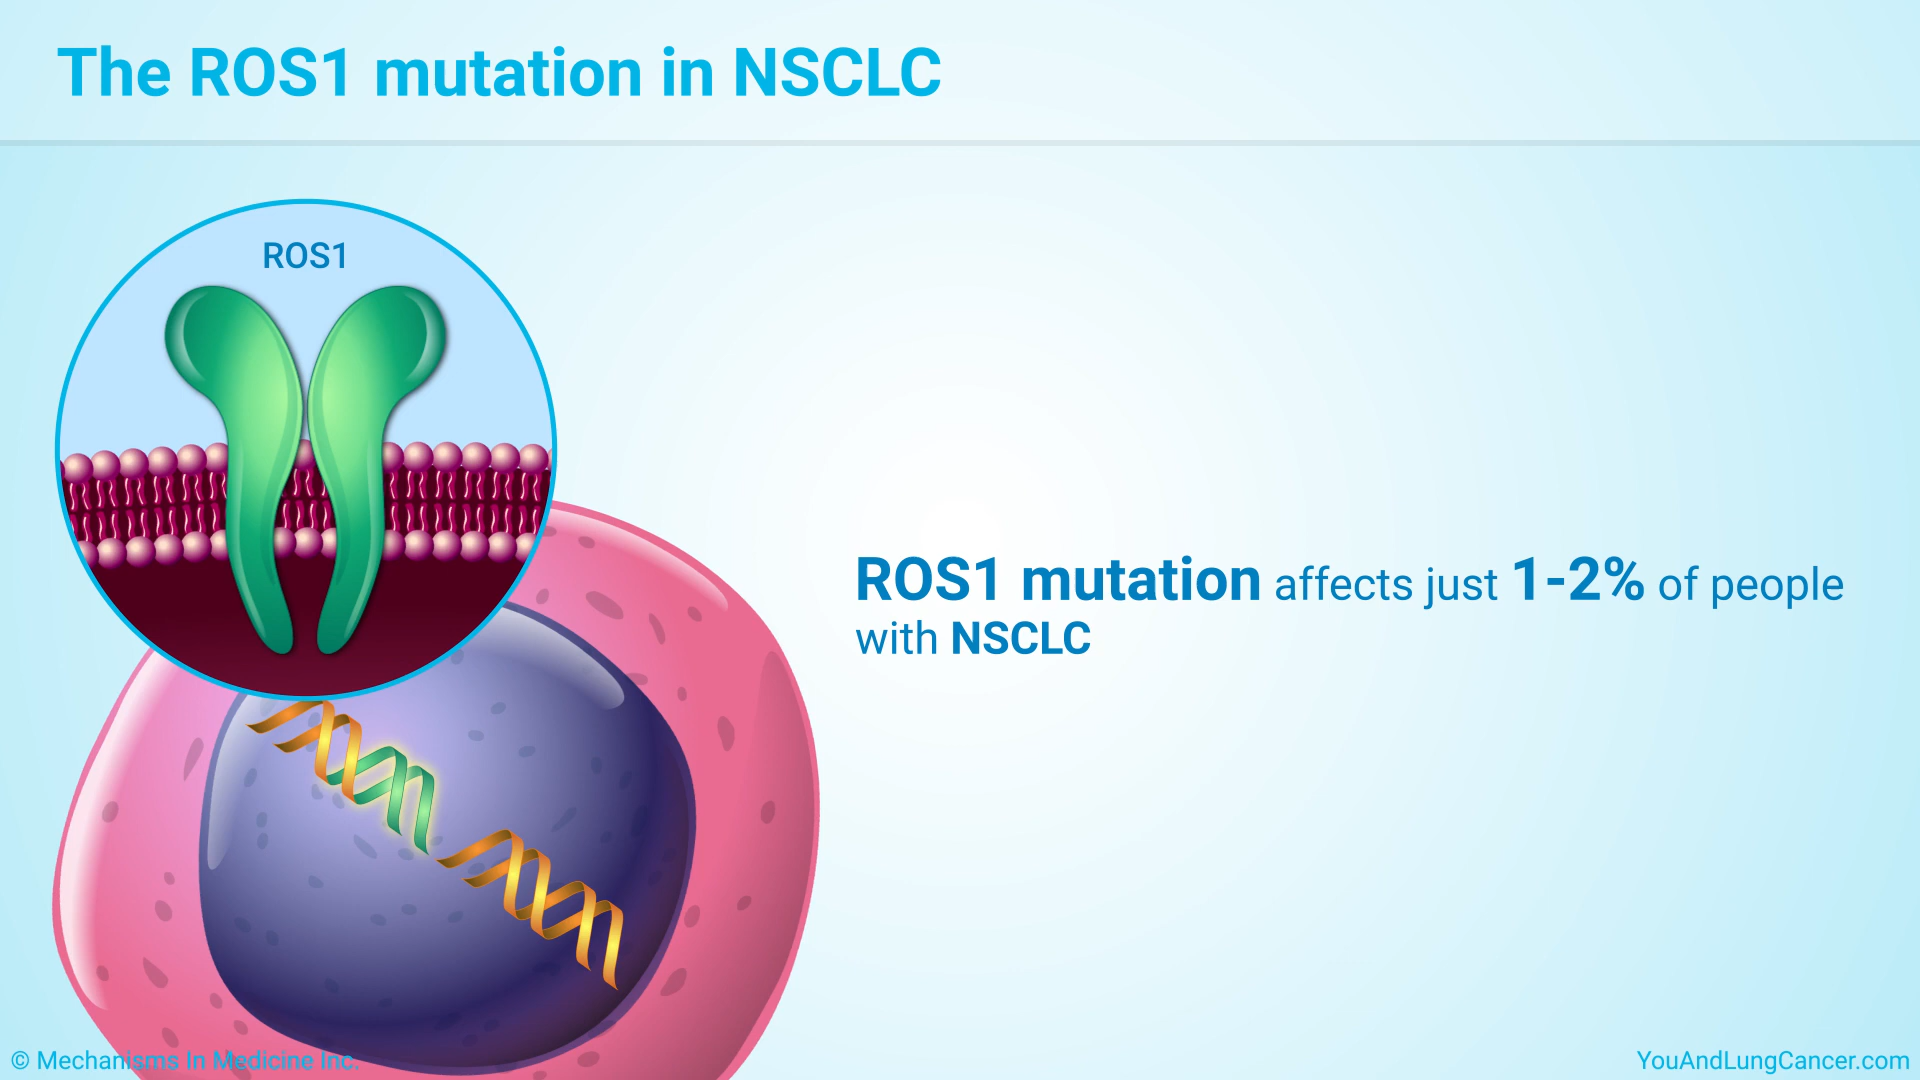 The ROS1 mutation in NSCLC
ROS1
ROS1 mutation affects just 1-2% of people
with NSCLC
© Mechanisms In Medicine Inc.
YouAndLungCancer.com